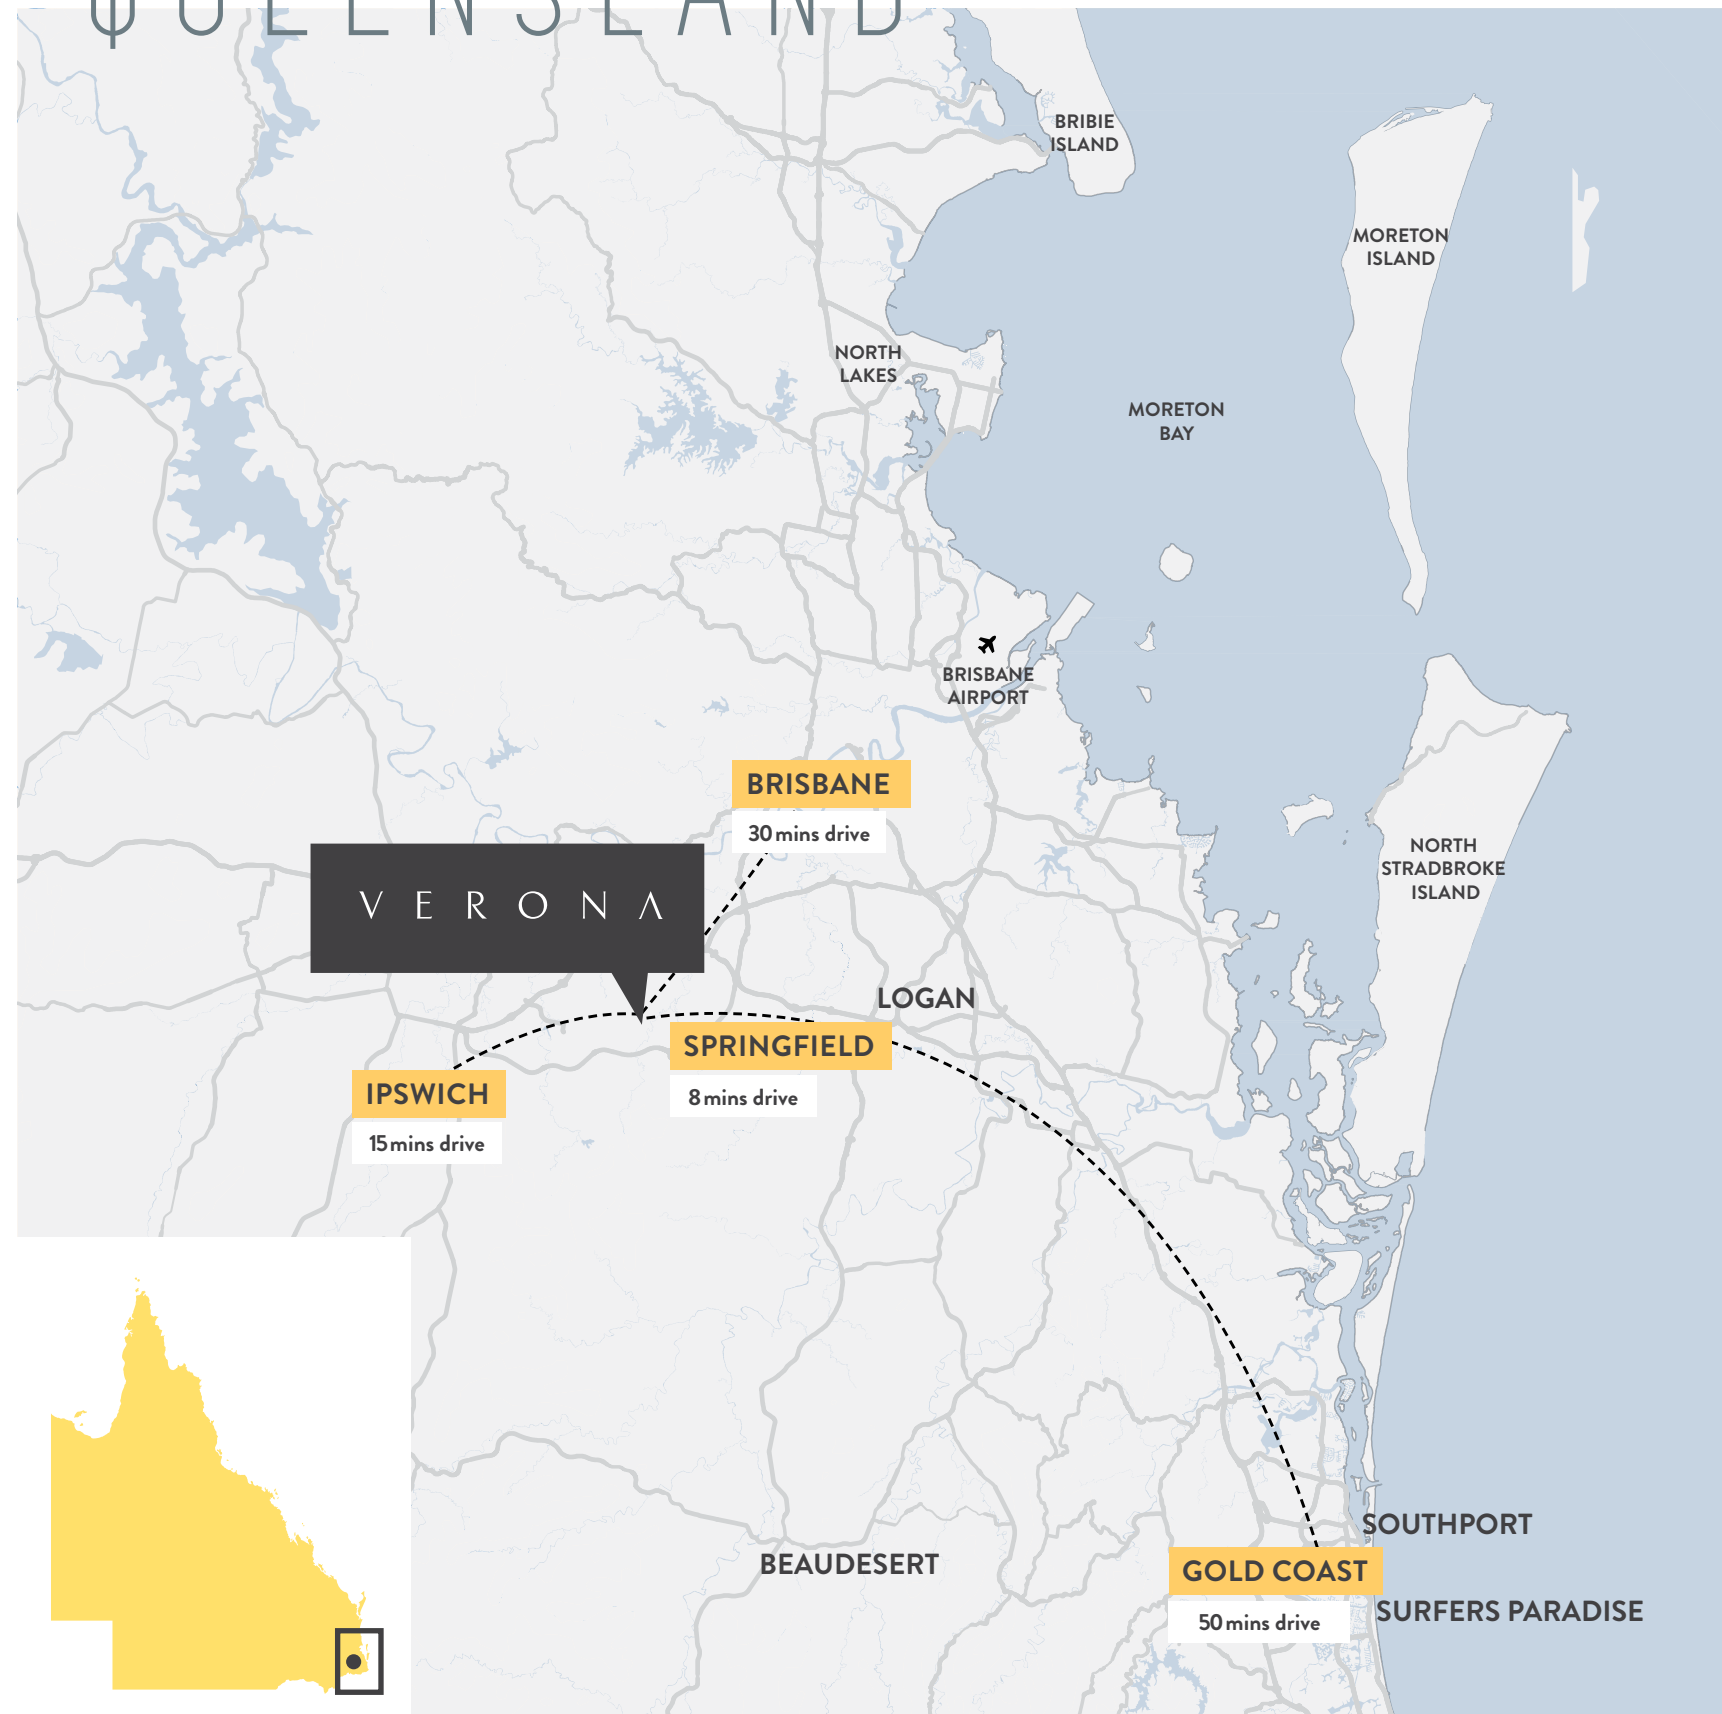 QUEENSLAND
BRIBIE
ISLAND
MORETON
ISLAND
NORTH
LAKES
MORETON
BAY
BRISBANE
AIRPORT
BRISBANE
30 mins drive
NORTH
STRADBROKE
ISLAND
VERONA
LOGAN
SPRINGFIELD
8 mins drive
IPSWICH
15 mins drive
SOUTHPORT
BEAUDESERT
GOLD COAST
50 mins drive
SURFERS PARADISE